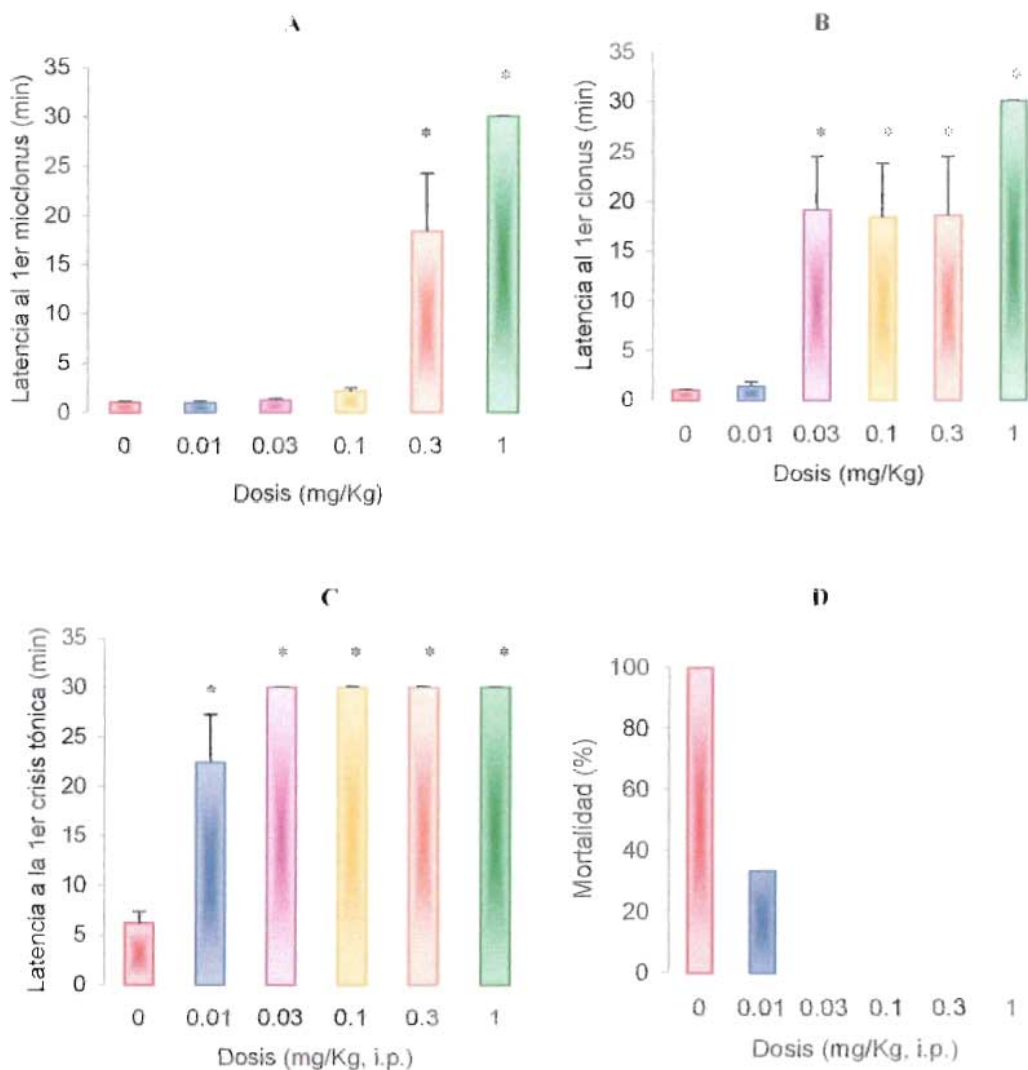 A
Latencia al 1er mioclonus (min)
35
30
25
20
15
10
5
0
*
*
0 0.01 0.03 0.1 0.3 1
Dosis (mg/Kg)
B
Latencia al 1er clonus (min)
35
30
25
20
15
10
5
0
*
*
*
*
0 0.01 0.03 0.1 0.3 1
Dosis (mg/Kg)
C
Latencia a la 1er crisis tónica (min)
35
30
25
20
15
10
5
0
*
*
*
*
*
0 0.01 0.03 0.1 0.3 1
Dosis (mg/Kg, i.p.)
D
Mortalidad (%)
100
80
60
40
20
0
0 0.01 0.03 0.1 0.3 1
Dosis (mg/Kg, i.p.)